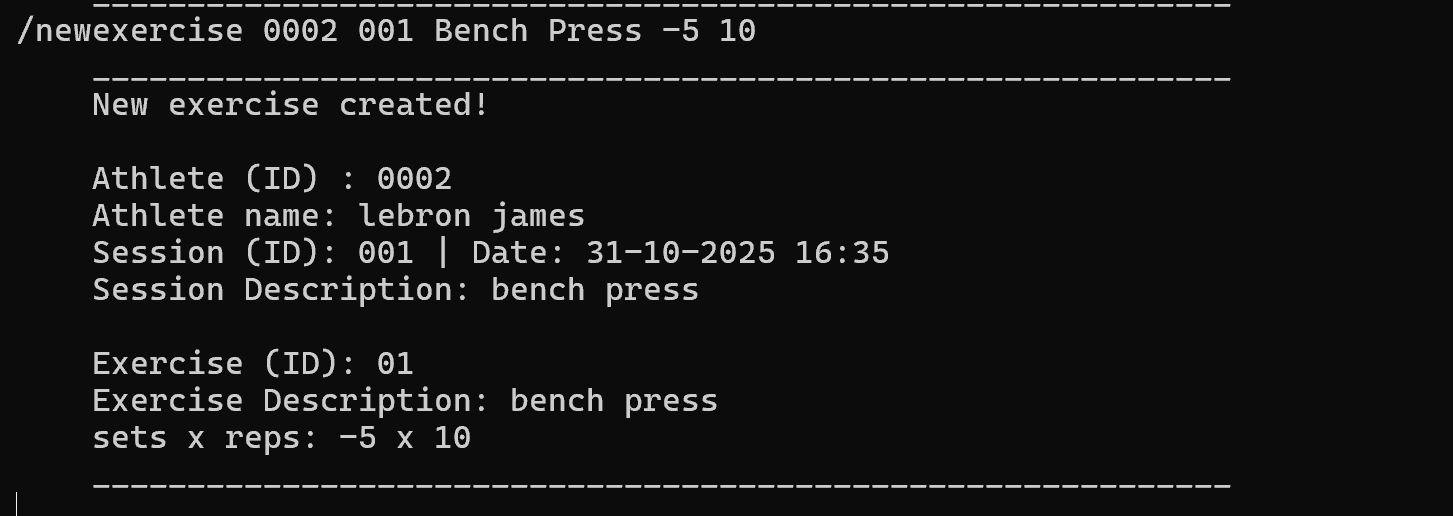 ____________________________________________________________
/newexercise 0002 001 Bench Press -5 10
____________________________________________________________
New exercise created!
Athlete (ID) : 0002
Athlete name: lebron james
Session (ID): 001 | Date: 31-10-2025 16:35
Session Description: bench press
Exercise (ID): 01
Exercise Description: bench press
sets x reps: -5 x 10
____________________________________________________________